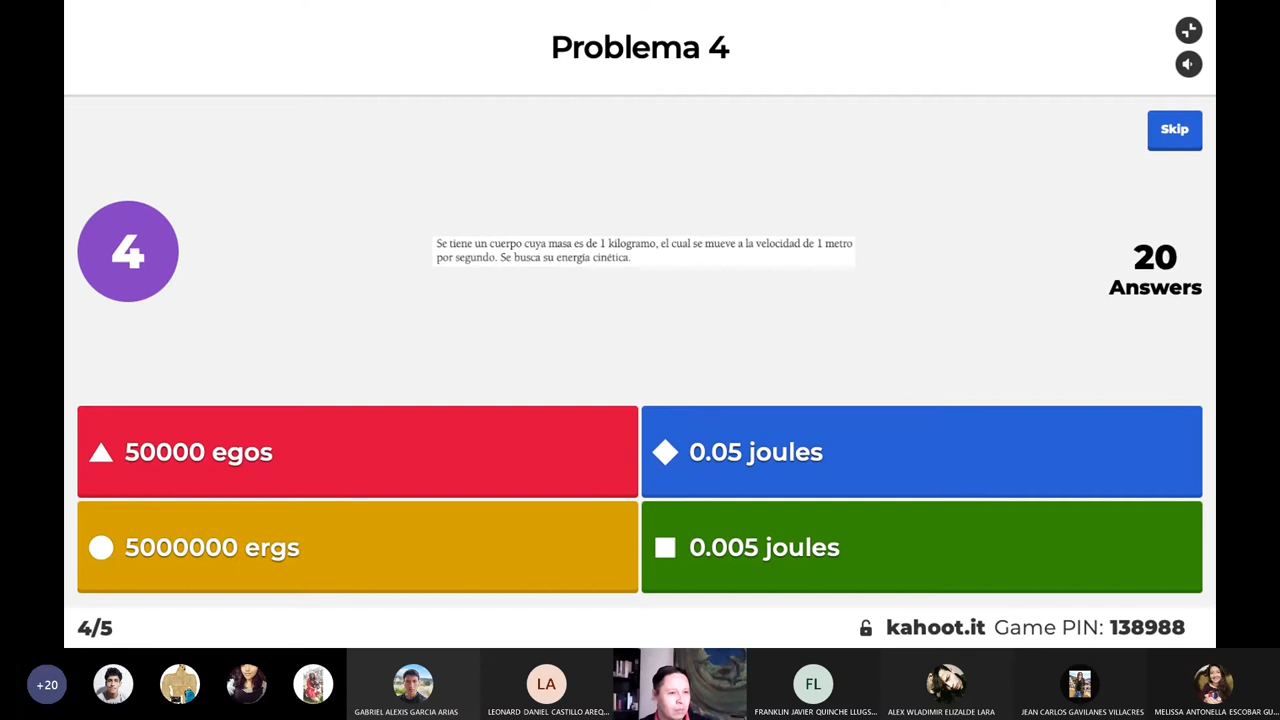 Problema 4
Skip
4
Se tiene un cuerpo cuya masa es de 1 kilogramo, el cual se mueve a la velocidad de 1 metro
por segundo. Se busca su energía cinética.
20
Answers
50000 egos
0.05 joules
5000000 ergs
0.005 joules
4/5
kahoot.it Game PIN: 138988
+20
LA
FL
GABRIEL ALEXIS GARCIA ARIAS
LEONARD DANIEL CASTILLO AREQ...
FRANKLIN JAVIER QUINCHE LLUGS...
ALEX WLADIMIR ELIZALDE LARA
JEAN CARLOS GAVILANES VILLACRES
MELISSA ANTONELLA ESCOBAR GU...